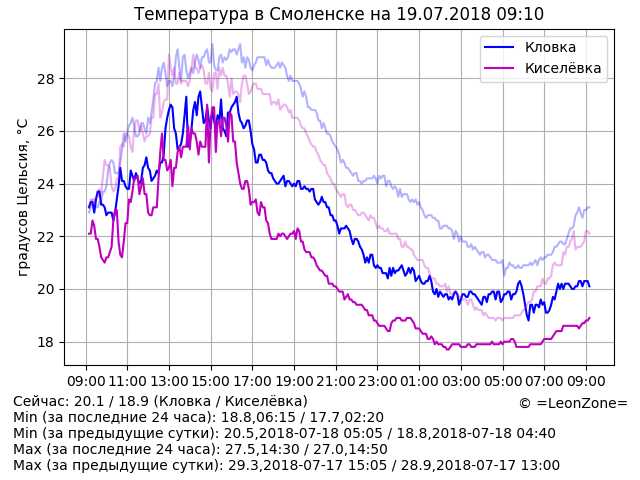 Температура в Смоленске на 19.07.2018 09:10
Кловка
Киселёвка
градусов Цельсия, °C
28
26
24
22
20
18
09:00 11:00 13:00 15:00 17:00 19:00 21:00 23:00 01:00 03:00 05:00 07:00 09:00
Сейчас: 20.1 / 18.9 (Кловка / Киселёвка)
© =LeonZone=
Min (за последние 24 часа): 18.8,06:15 / 17.7,02:20
Min (за предыдущие сутки): 20.5,2018-07-18 05:05 / 18.8,2018-07-18 04:40
Max (за последние 24 часа): 27.5,14:30 / 27.0,14:50
Max (за предыдущие сутки): 29.3,2018-07-17 15:05 / 28.9,2018-07-17 13:00